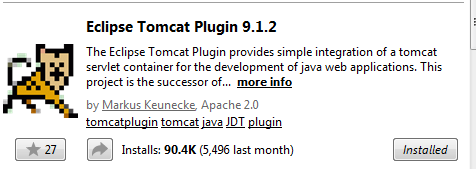 Eclipse Tomcat Plugin 9.1.2
The Eclipse Tomcat Plugin provides simple integration of a tomcat
servlet container for the development of java web applications. This
project is the successor of... more info
by Markus Keunecke, Apache 2.0
tomcatplugin tomcat java JDT plugin
27 Installs: 90.4K (5,496 last month) Installed